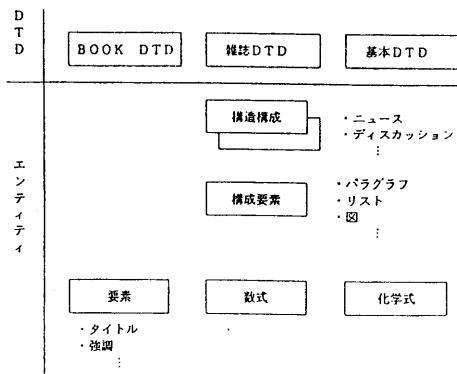 DTD
BOOK DTD
雑誌DTD
基本DTD
エンティティ
構造構成
・ニュース
・ディスカッション
⋮
構成要素
・パラグラフ
・リスト
・図
⋮
要素
数式
化学式
・タイトル
・強調
⋮